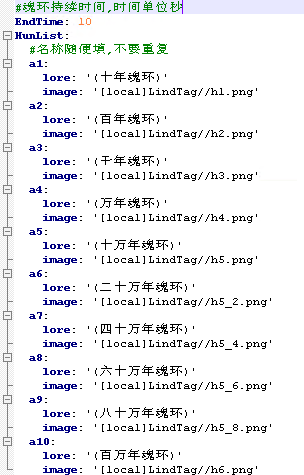 #魂环持续时间,时间单位秒
EndTime: 10
HunList:
  #名称随便填,不要重复
  a1:
    lore: '(十年魂环)'
    image: '[local]LindTag//h1.png'
  a2:
    lore: '(百年魂环)'
    image: '[local]LindTag//h2.png'
  a3:
    lore: '(千年魂环)'
    image: '[local]LindTag//h3.png'
  a4:
    lore: '(万年魂环)'
    image: '[local]LindTag//h4.png'
  a5:
    lore: '(十万年魂环)'
    image: '[local]LindTag//h5.png'
  a6:
    lore: '(二十万年魂环)'
    image: '[local]LindTag//h5_2.png'
  a7:
    lore: '(四十万年魂环)'
    image: '[local]LindTag//h5_4.png'
  a8:
    lore: '(六十万年魂环)'
    image: '[local]LindTag//h5_6.png'
  a9:
    lore: '(八十万年魂环)'
    image: '[local]LindTag//h5_8.png'
  a10:
    lore: '(百万年魂环)'
    image: '[local]LindTag//h6.png'